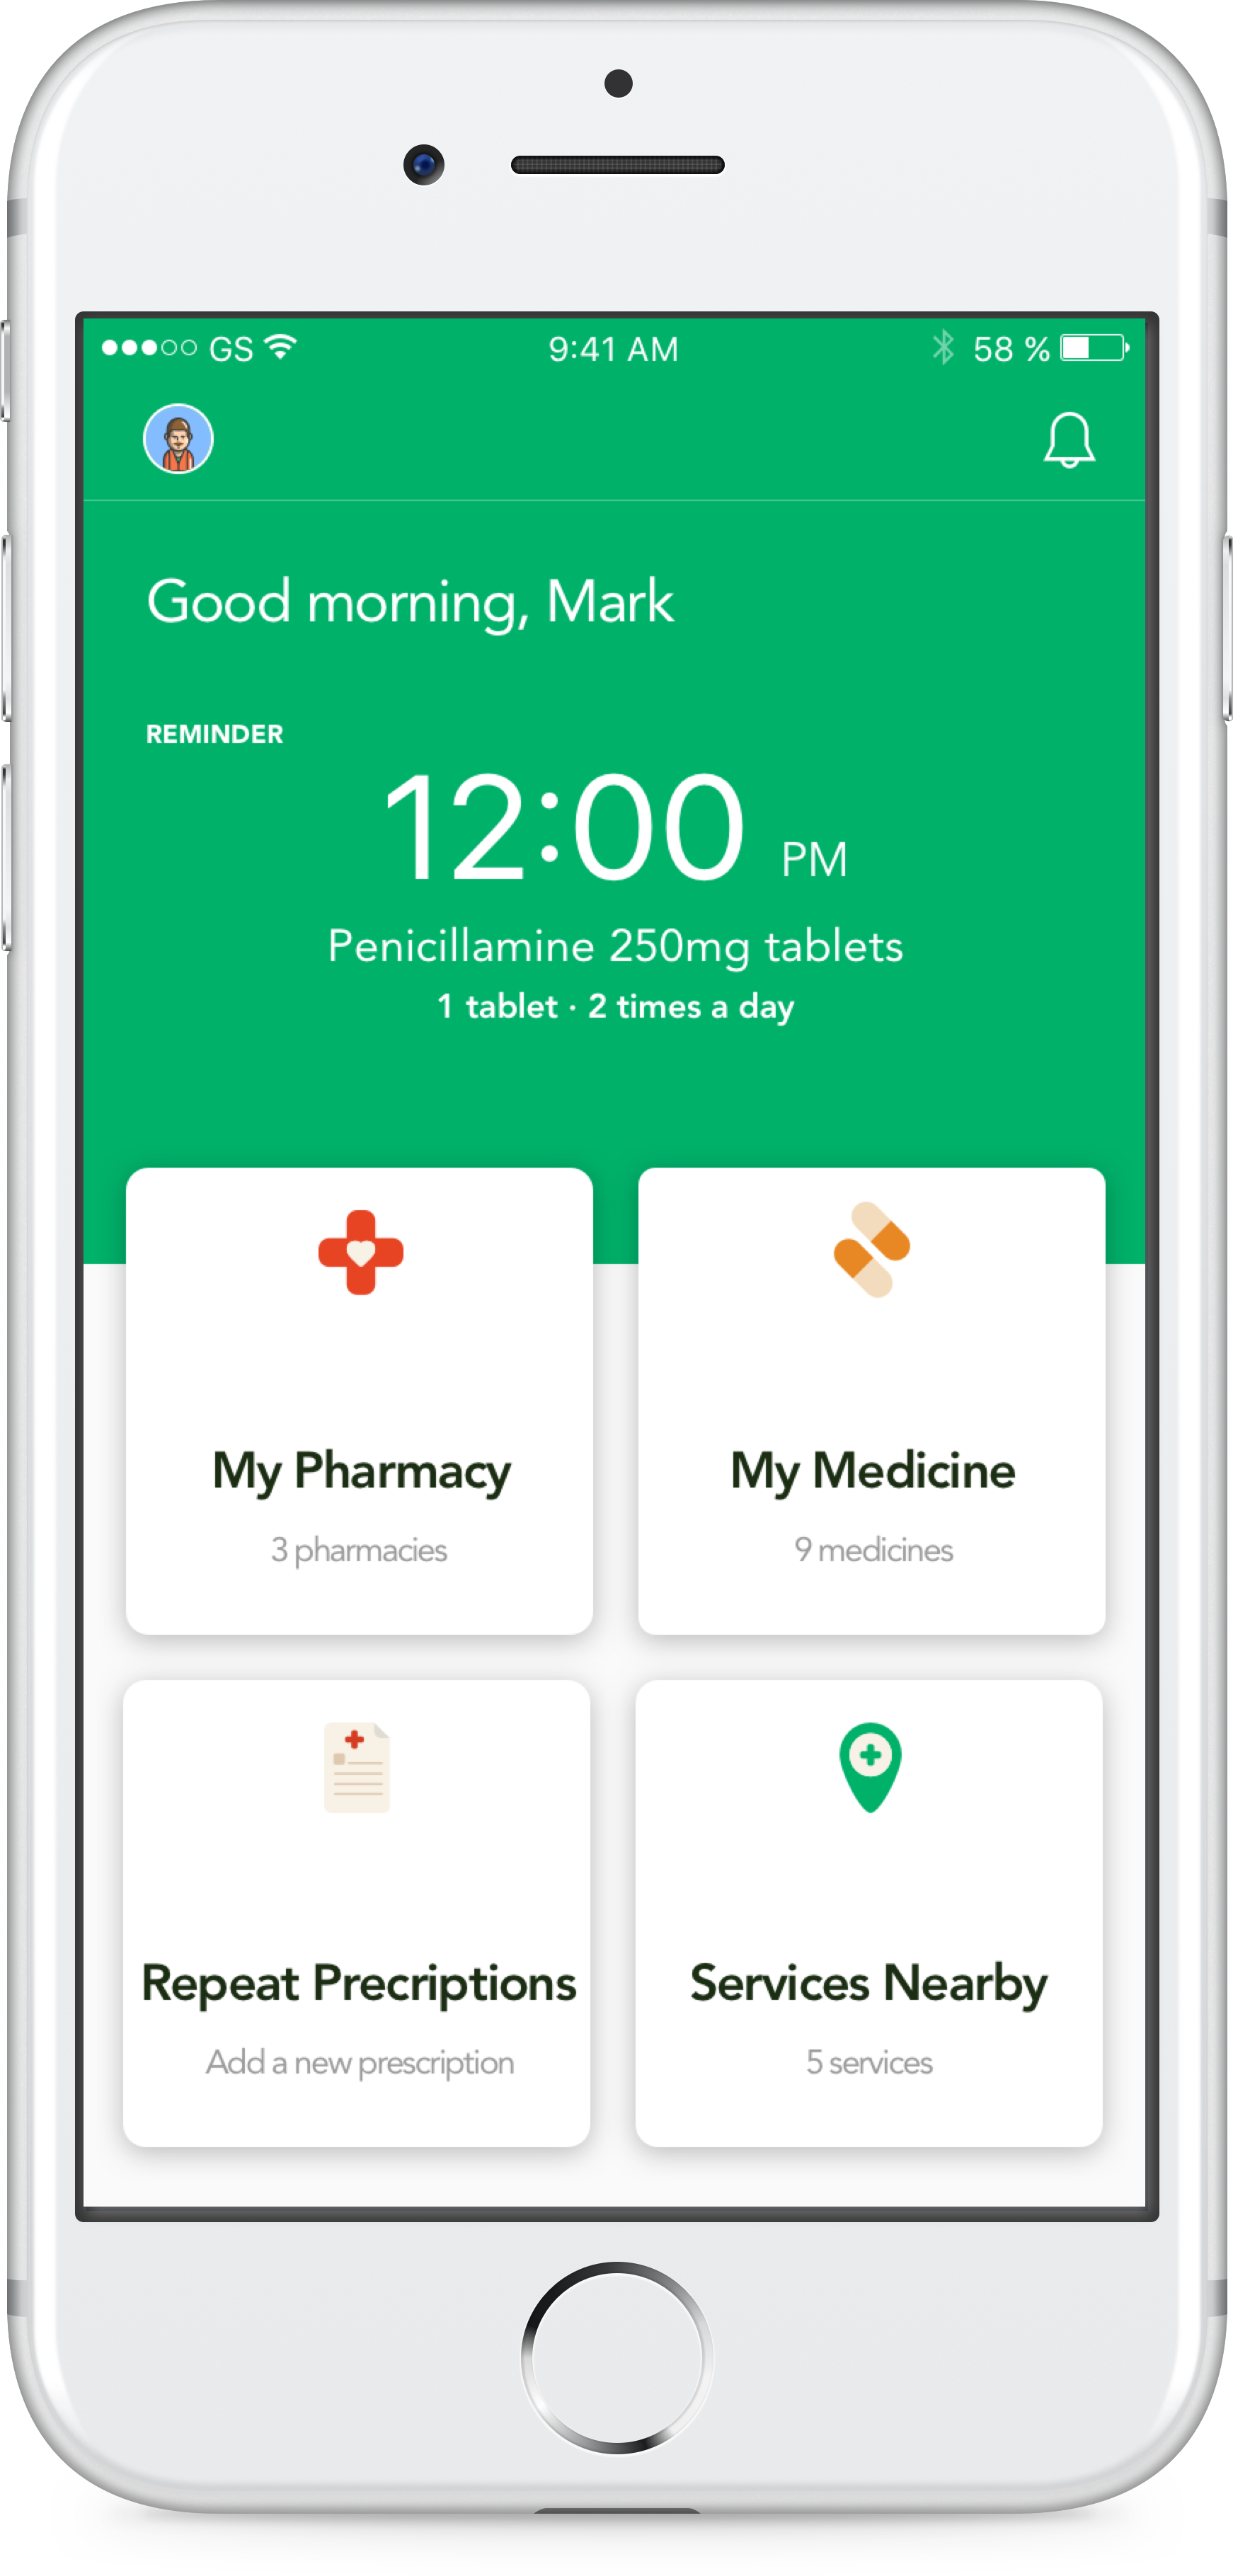 GS 9:41 AM 58 %
Good morning, Mark
REMINDER
12:00 PM
Penicillamine 250mg tablets
1 tablet · 2 times a day
My Pharmacy
3 pharmacies
My Medicine
9 medicines
Repeat Precriptions
Add a new prescription
Services Nearby
5 services